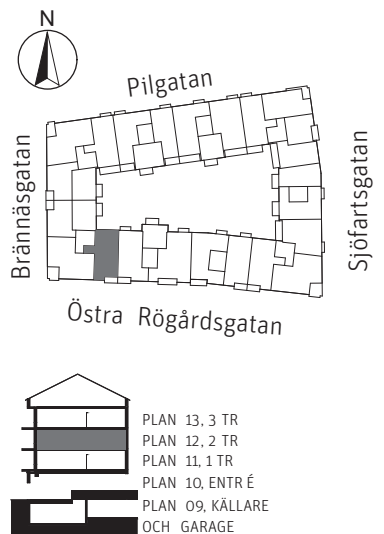 N
Pilgatan
Brännäsgatan
Sjöfartsgatan
Östra Rögårdsgatan
PLAN 13, 3 TR
PLAN 12, 2 TR
PLAN 11, 1 TR
PLAN 10, ENTR É
PLAN 09, KÄLLARE
OCH GARAGE